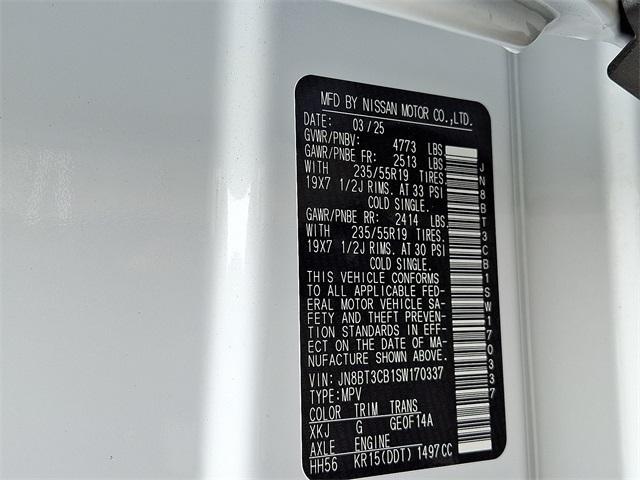 MFD BY NISSAN MOTOR CO.,LTD.
DATE: 03/25
GVWR/PNBV: 4773 LBS.
GAWR/PNBE FR: 2513 LBS.
WITH 235/55R19 TIRES.
19X7 1/2J RIMS. AT 33 PSI
COLD SINGLE.
GAWR/PNBE RR: 2414 LBS.
WITH 235/55R19 TIRES.
19X7 1/2J RIMS. AT 30 PSI
COLD SINGLE.
THIS VEHICLE CONFORMS
TO ALL APPLICABLE FED-
ERAL MOTOR VEHICLE SA-
FETY AND THEFT PREVEN-
TION STANDARDS IN EFF-
ECT ON THE DATE OF MA-
NUFACTURE SHOWN ABOVE.
VIN: JN8BT3CB1SW170337
TYPE:MPV
COLOR TRIM TRANS
XKJ G GE0F14A
AXLE ENGINE
HH56 KR15(DDT) 1497CC
JN8BT3CB1SW170337